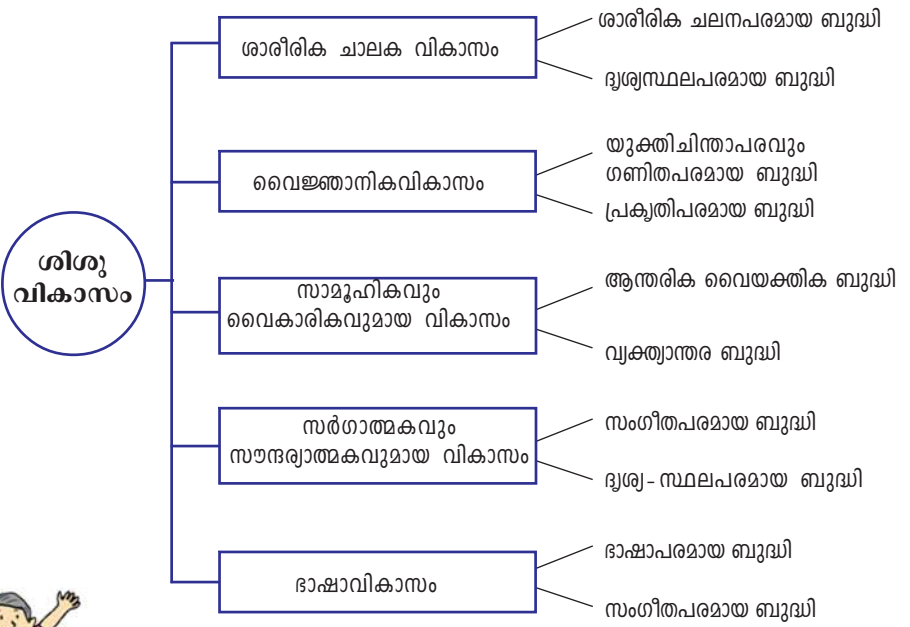 ശിശു
വികാസം
ശാരീരിക ചാലക വികാസം
ശാരീരിക ചലനപരമായ ബുദ്ധി
ദൃശ്യസ്ഥലപരമായ ബുദ്ധി
വൈജ്ഞാനികവികാസം
യുക്തിചിന്താപരവും
ഗണിതപരമായ ബുദ്ധി
പ്രകൃതിപരമായ ബുദ്ധി
സാമൂഹികവും
വൈകാരികവുമായ വികാസം
ആന്തരിക വൈയക്തിക ബുദ്ധി
വ്യക്ത്യാന്തര ബുദ്ധി
സർഗാത്മകവും
സൗന്ദര്യാത്മകവുമായ വികാസം
സംഗീതപരമായ ബുദ്ധി
ദൃശ്യ-സ്ഥലപരമായ ബുദ്ധി
ഭാഷാവികാസം
ഭാഷാപരമായ ബുദ്ധി
സംഗീതപരമായ ബുദ്ധി